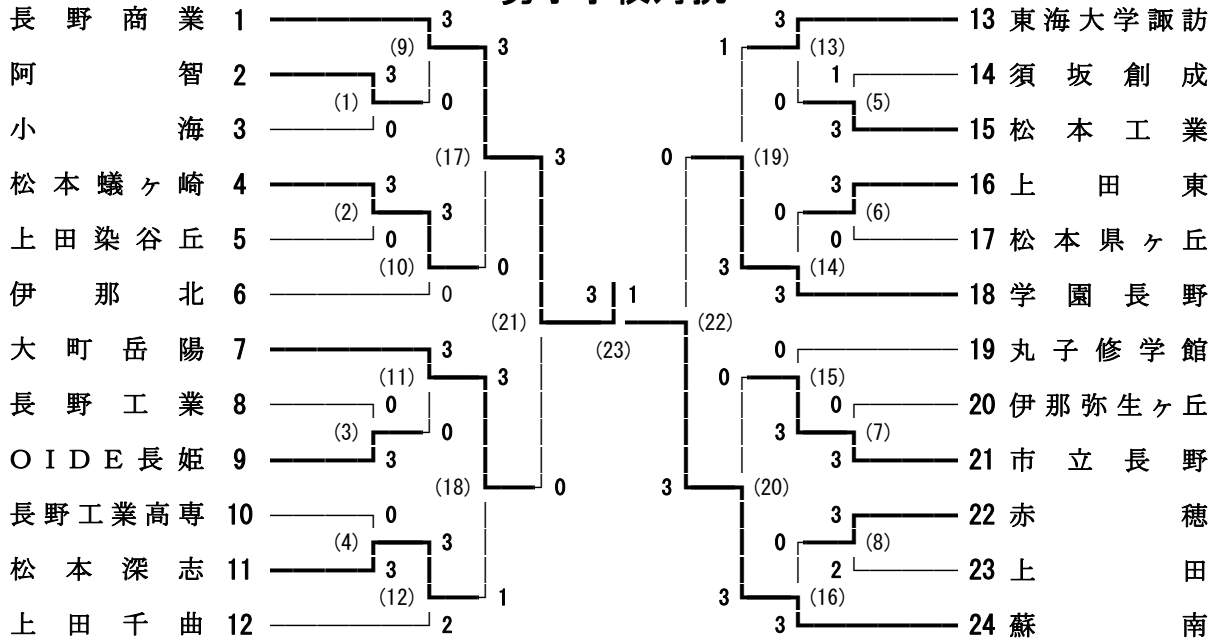 長野商業 1 3 3 13 東海大学諏訪
(9) 3 1 (13)
阿智 2 3 1 14 須坂創成
(1) 0 0 (5)
小海 3 0 3 15 松本工業
(17) 3 0 (19)
松本蟻ヶ崎 4 3 3 16 上田東
(2) 3 0 (6)
上田染谷丘 5 0 0 17 松本県ヶ丘
(10) 0 3 (14)
伊那北 6 0 3 1 3 18 学園長野
(21) (23) (22)
大町岳陽 7 3 0 19 丸子修学館
(11) 3 0 (15)
長野工業 8 0 0 20 伊那弥生ヶ丘
(3) 0 3 (7)
OIDE長姫 9 3 3 21 市立長野
(18) 0 3 (20)
長野工業高専 10 0 3 22 赤穂
(4) 3 0 (8)
松本深志 11 3 2 23 上田
(12) 1 3 (16)
上田千曲 12 2 3 24 蘇南